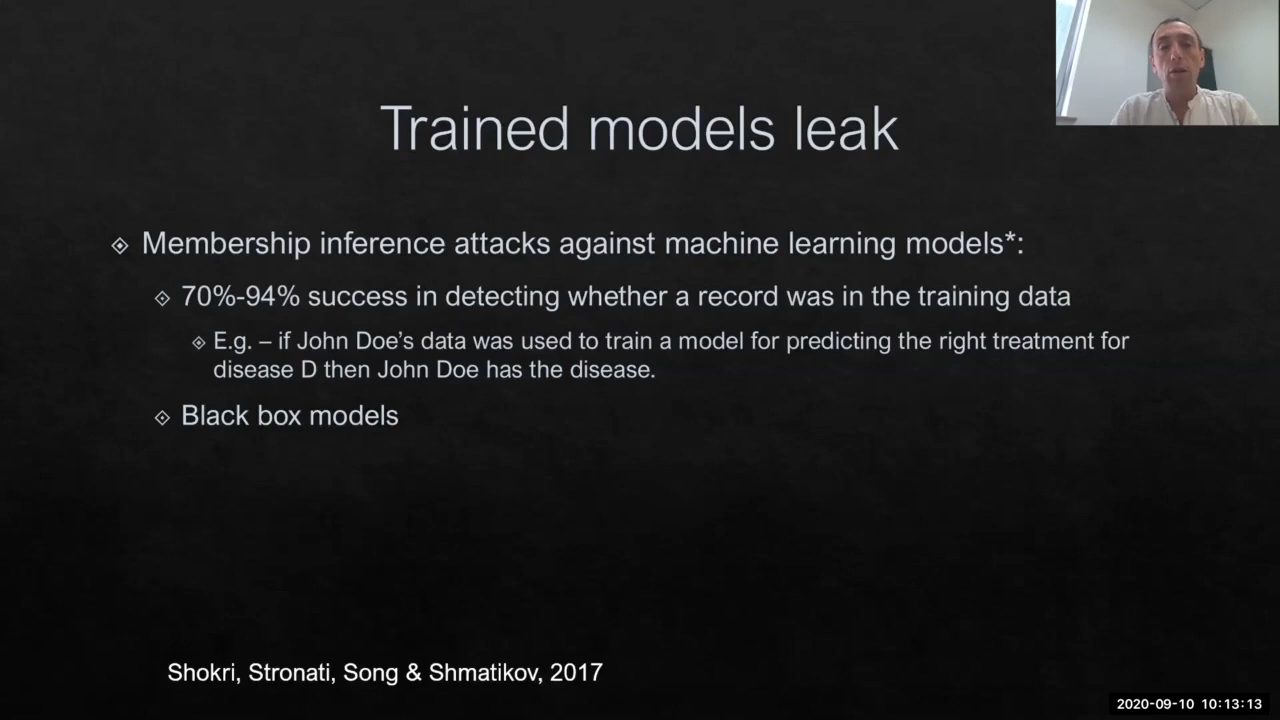 Trained models leak
Membership inference attacks against machine learning models*:
70%-94% success in detecting whether a record was in the training data
E.g. – if John Doe’s data was used to train a model for predicting the right treatment for
disease D then John Doe has the disease.
Black box models
Shokri, Stronati, Song & Shmatikov, 2017
2020-09-10 10:13:13